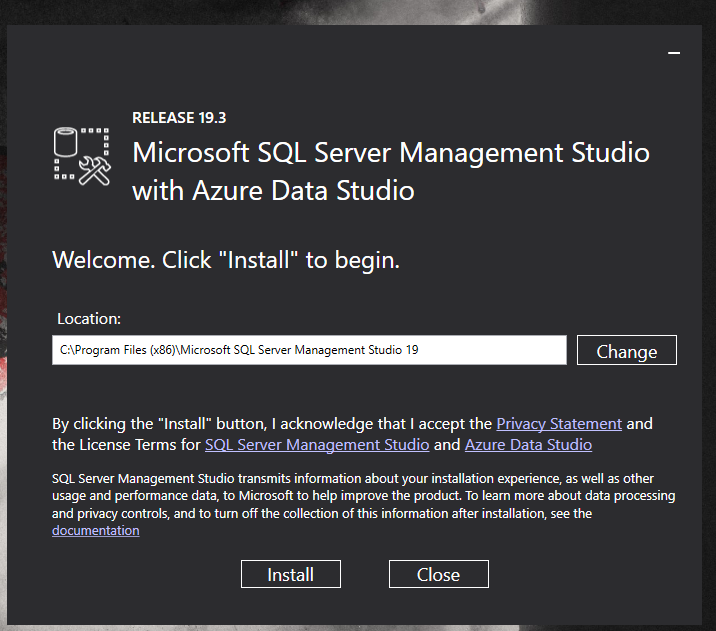 RELEASE 19.3
Microsoft SQL Server Management Studio
with Azure Data Studio
Welcome. Click "Install" to begin.
Location:
C:\Program Files (x86)\Microsoft SQL Server Management Studio 19
Change
By clicking the "Install" button, I acknowledge that I accept the Privacy Statement and
the License Terms for SQL Server Management Studio and Azure Data Studio
SQL Server Management Studio transmits information about your installation experience, as well as other
usage and performance data, to Microsoft to help improve the product. To learn more about data processing
and privacy controls, and to turn off the collection of this information after installation, see the
documentation
Install
Close